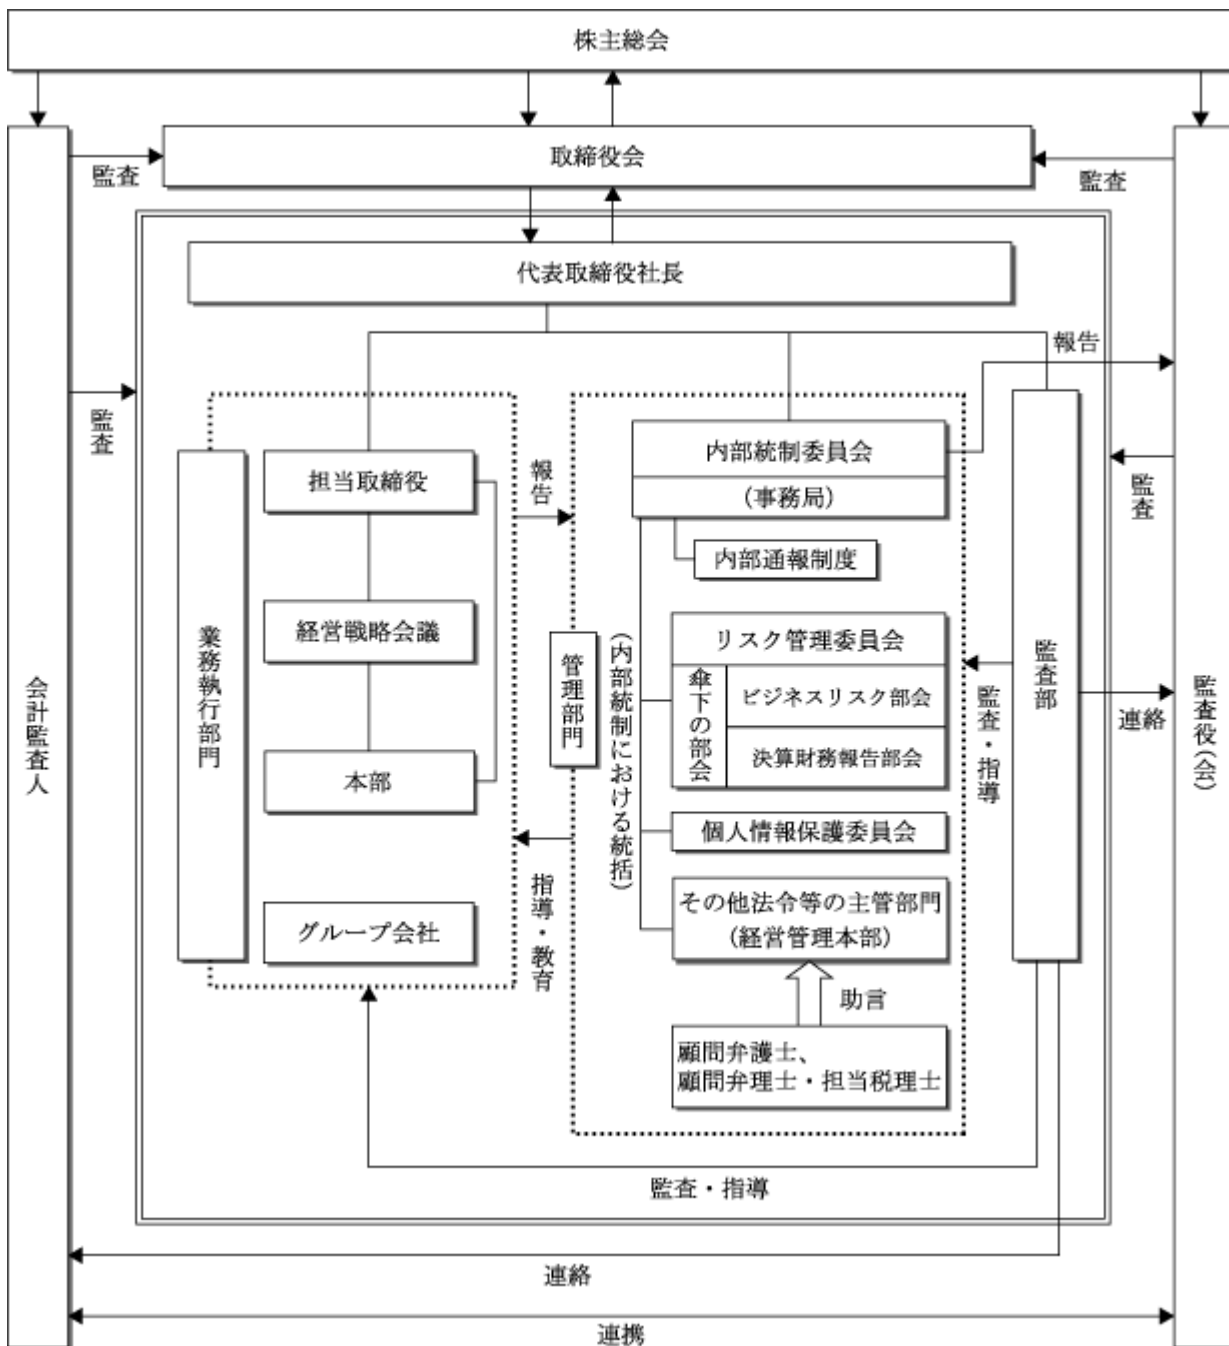 株主総会
取締役会
監査
監査
代表取締役社長
報告
監査
監査
担当取締役
報告
内部統制委員会
(事務局)
内部通報制度
経営戦略会議
業務執行部門
本部
グループ会社
管理部門
(内部統制における統括)
リスク管理委員会
傘下の部会
ビジネスリスク部会
決算財務報告部会
個人情報保護委員会
その他法令等の主管部門
(経営管理本部)
助言
顧問弁護士、
顧問弁理士・担当税理士
指導・教育
監査・指導
監査部
連絡
会計監査人
監査役(会)
監査・指導
連絡
連携